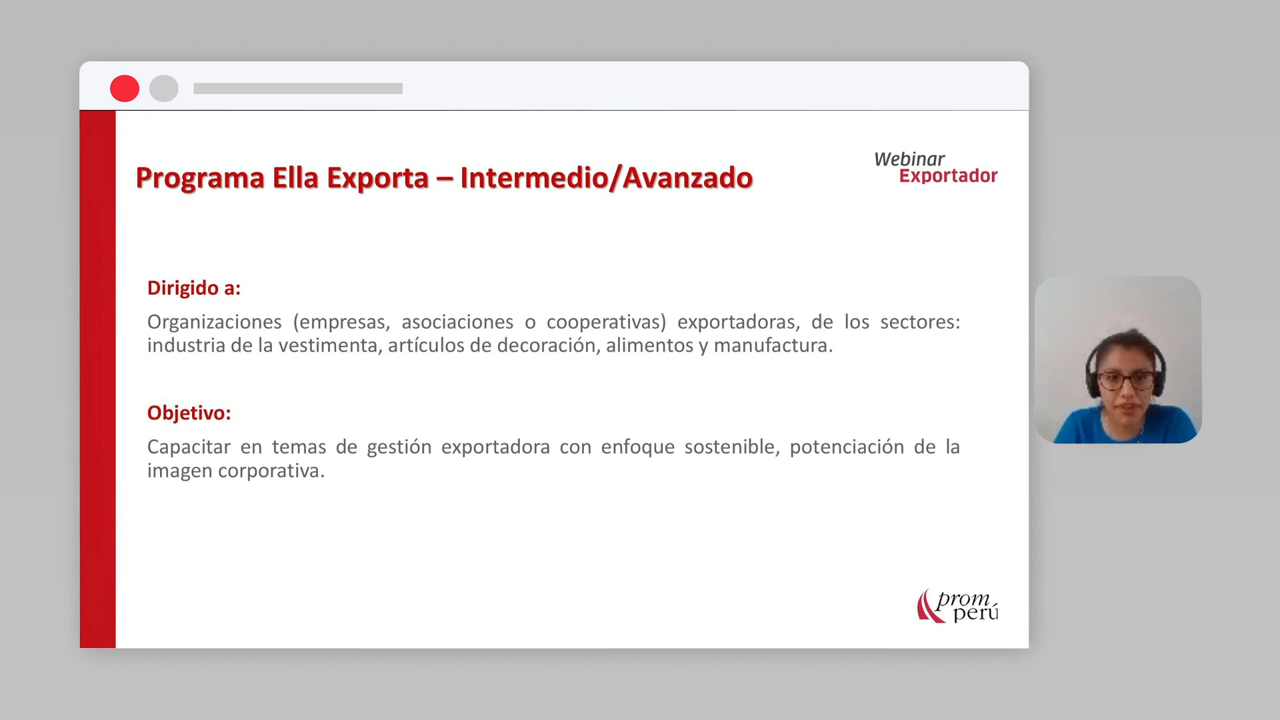 Programa Ella Exporta – Intermedio/Avanzado
Webinar
Exportador
Dirigido a:
Organizaciones (empresas, asociaciones o cooperativas) exportadoras, de los sectores:
industria de la vestimenta, artículos de decoración, alimentos y manufactura.
Objetivo:
Capacitar en temas de gestión exportadora con enfoque sostenible, potenciación de la
imagen corporativa.
prom
perú